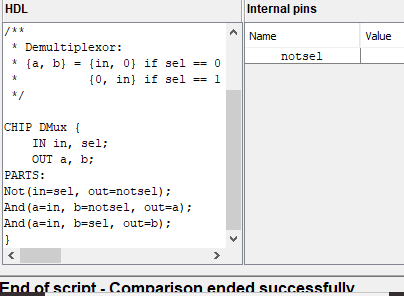 HDL
Internal pins
/**
 * Demultiplexor:
 * {a, b} = {in, 0} if sel == 0
 *          {0, in} if sel == 1
 */
CHIP DMux {
    IN in, sel;
    OUT a, b;
PARTS:
Not(in=sel, out=notsel);
And(a=in, b=notsel, out=a);
And(a=in, b=sel, out=b);
}
Name Value
notsel
End of script - Comparison ended successfully